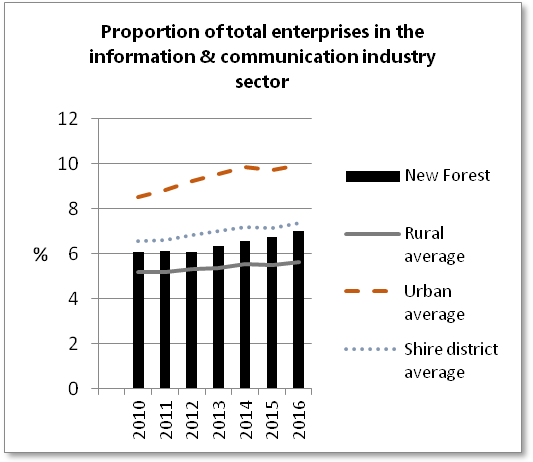 Proportion of total enterprises in the
information & communication industry
sector
12
10
8
6
4
2
0
%
2010
2011
2012
2013
2014
2015
2016
New Forest
Rural
average
Urban
average
Shire district
average